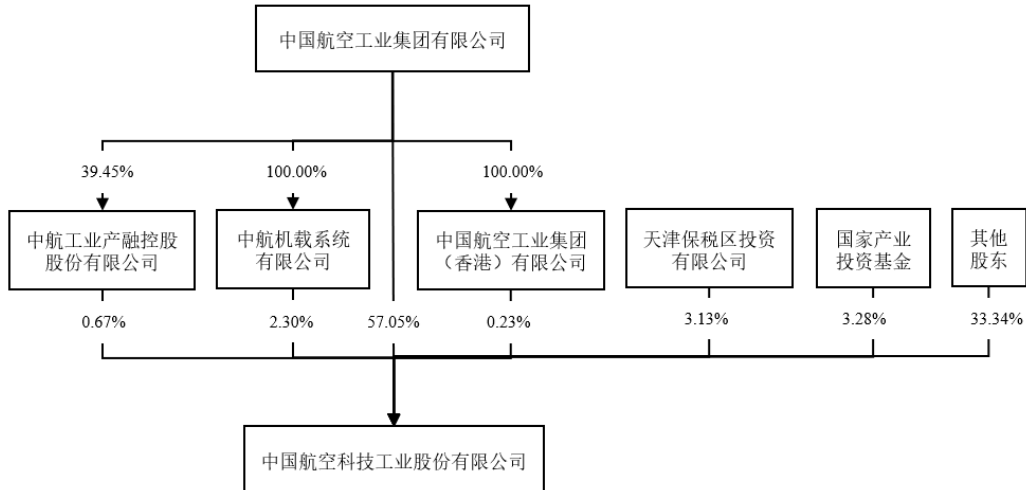 中国航空工业集团有限公司
39.45%
100.00%
100.00%
中航工业产融控股
股份有限公司
中航机载系统
有限公司
中国航空工业集团
（香港）有限公司
天津保税区投资
有限公司
国家产业
投资基金
其他
股东
0.67%
2.30%
57.05%
0.23%
3.13%
3.28%
33.34%
中国航空科技工业股份有限公司